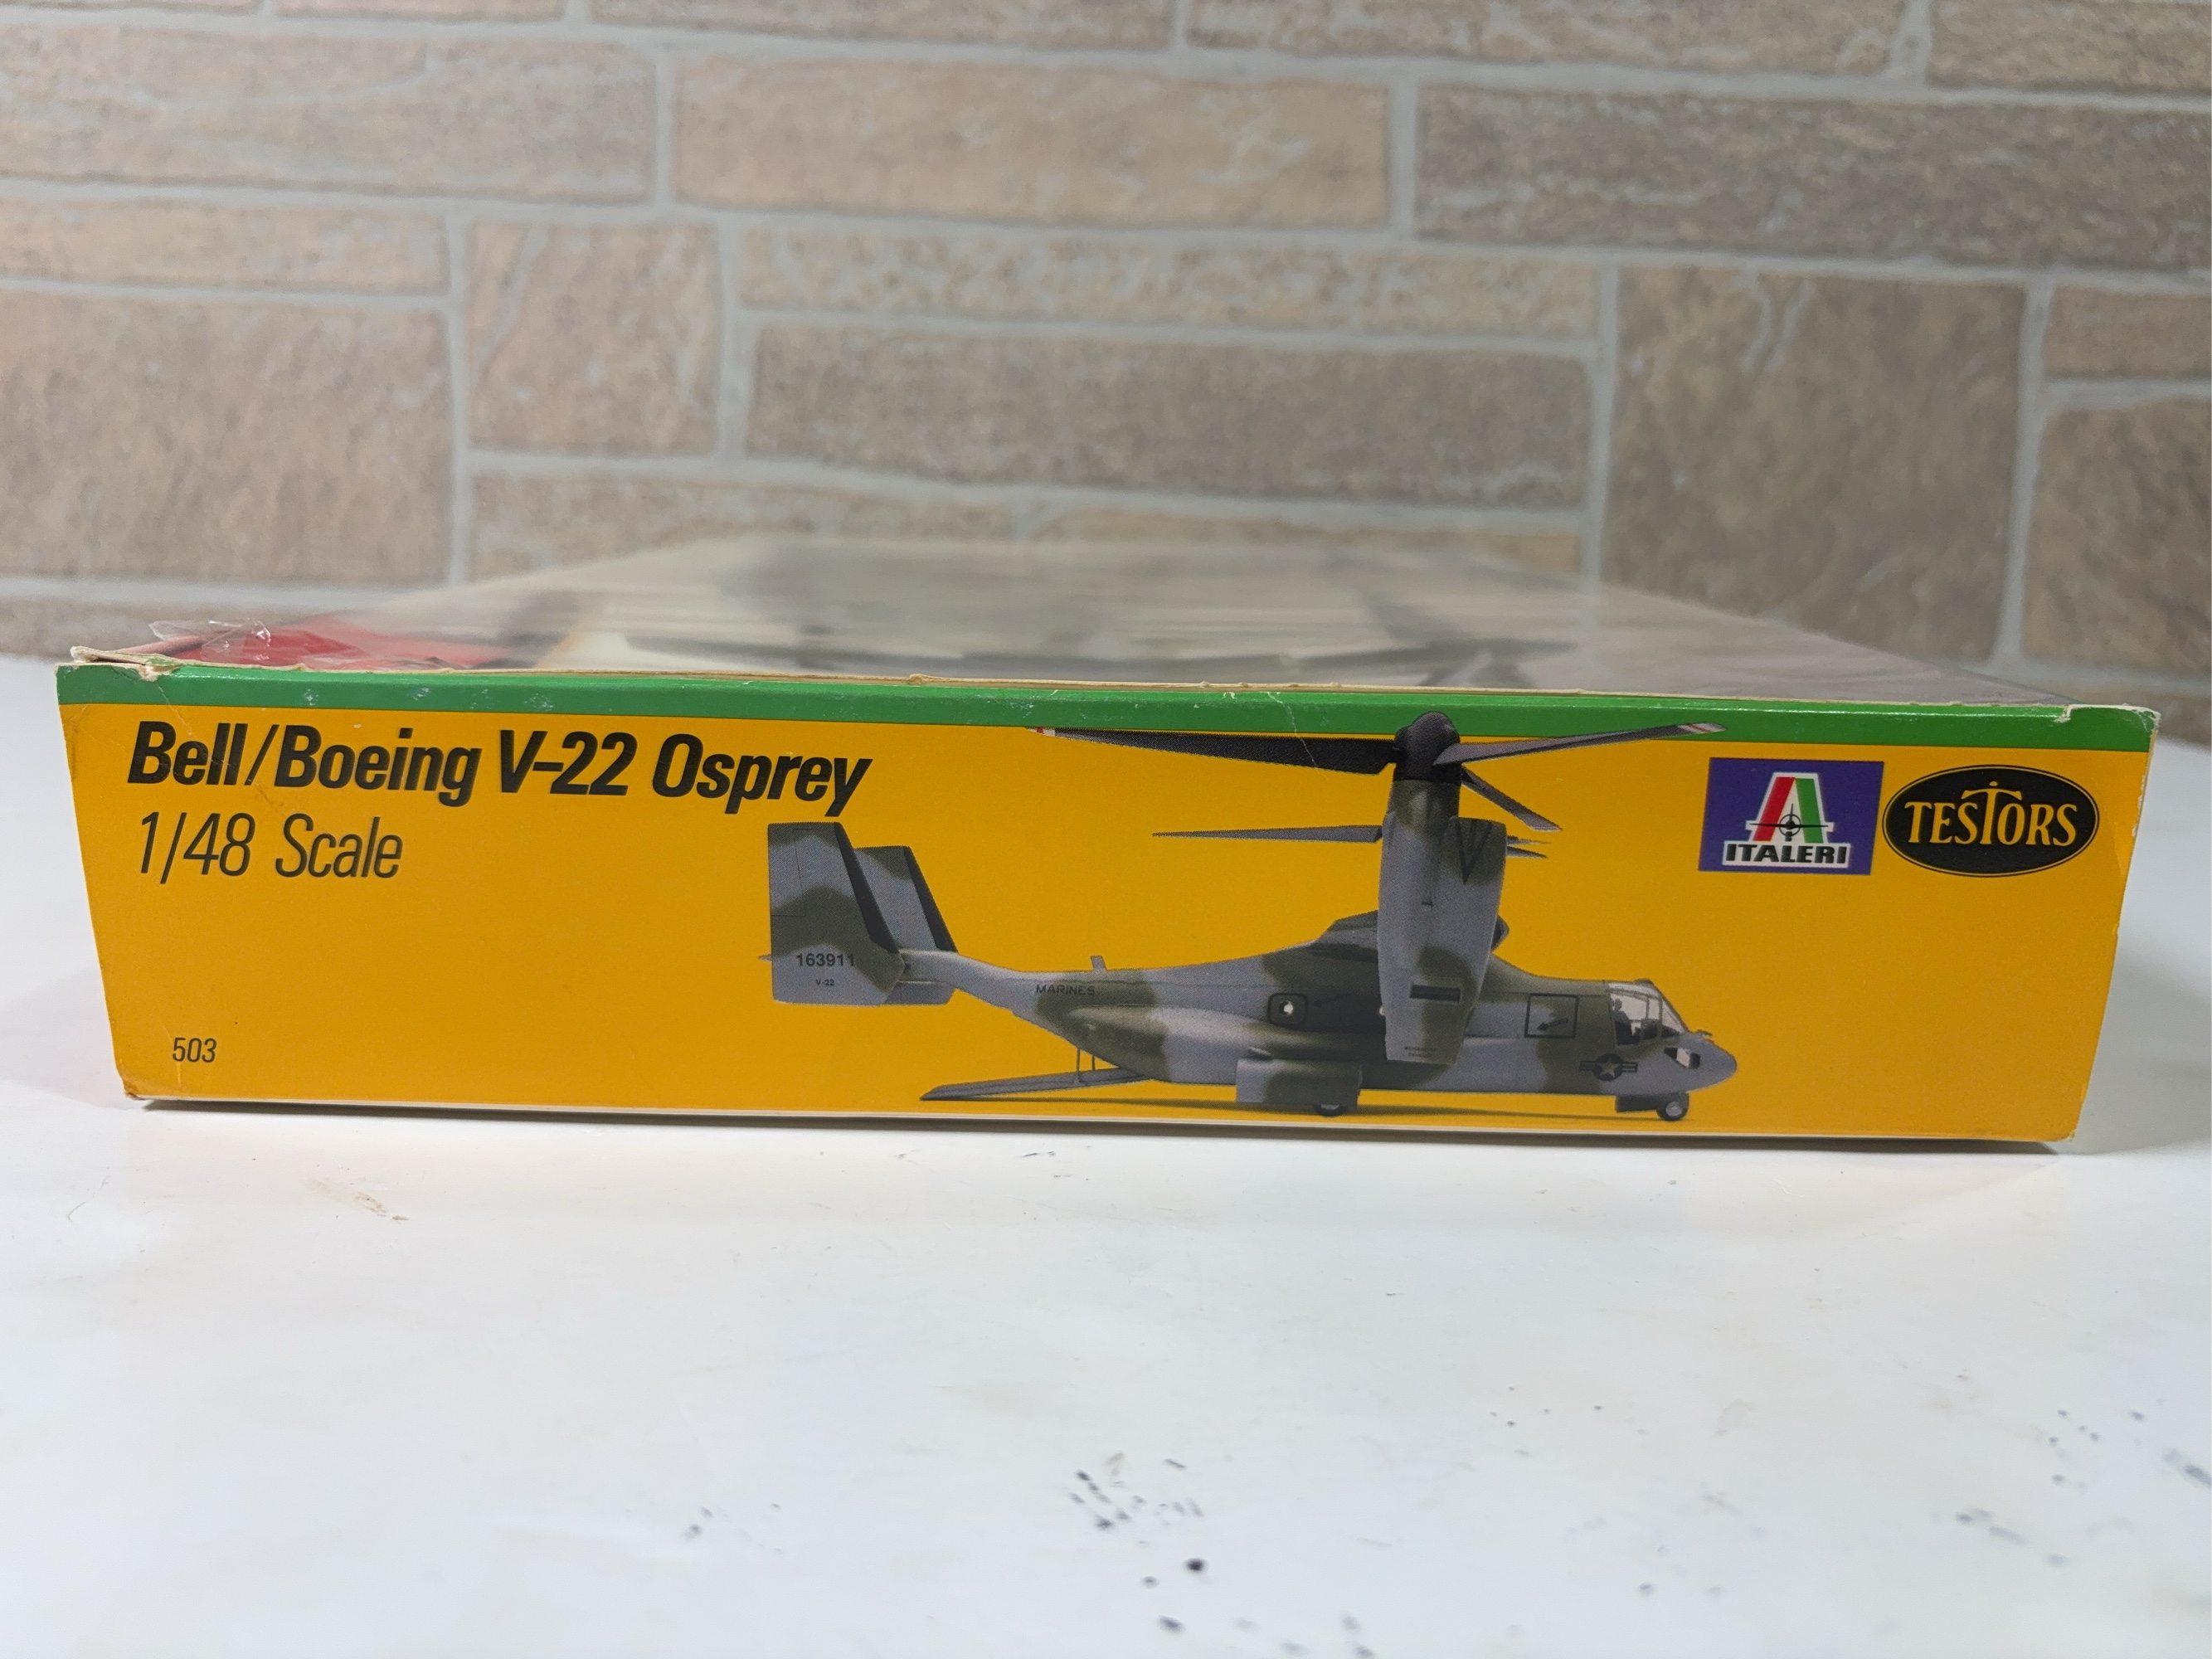 Bell/Boeing V-22 Osprey
1/48 Scale
ITALERI
TESTORS
163911
V-22
MARINES
503